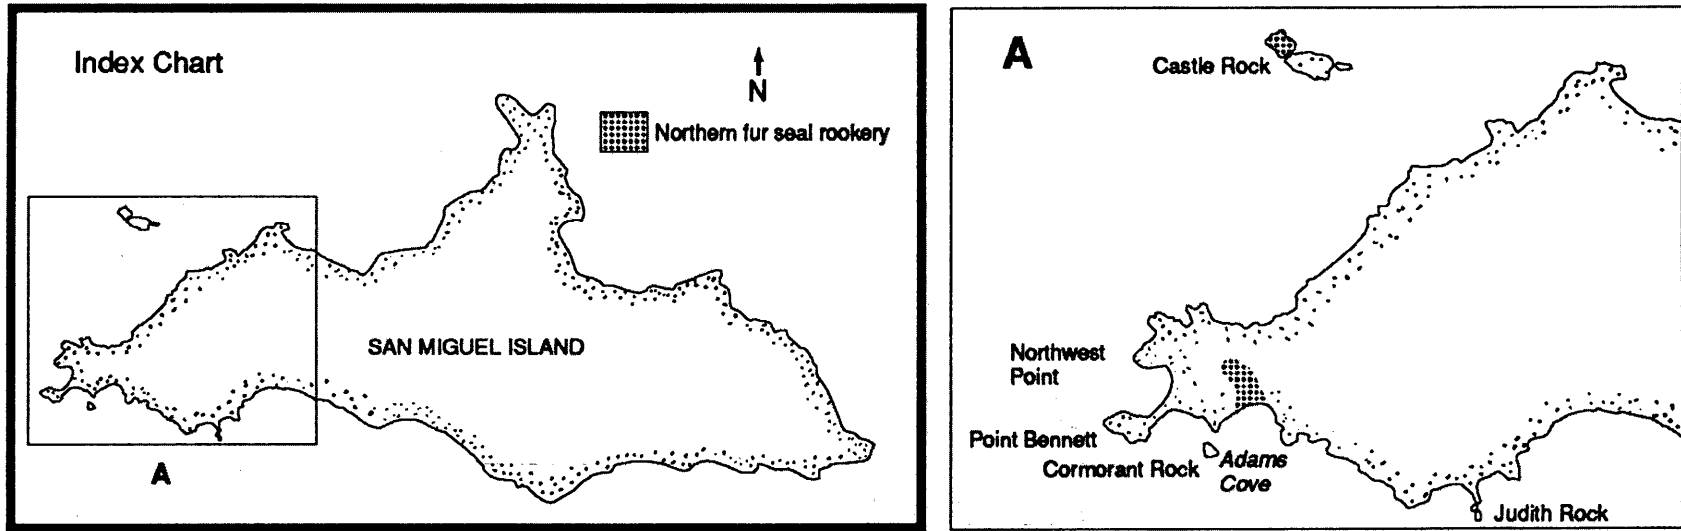 Index Chart
N
Northern fur seal rookery
SAN MIGUEL ISLAND
A
A
Castle Rock
Northwest
Point
Point Bennett
Cormorant Rock
Adams
Cove
Judith Rock